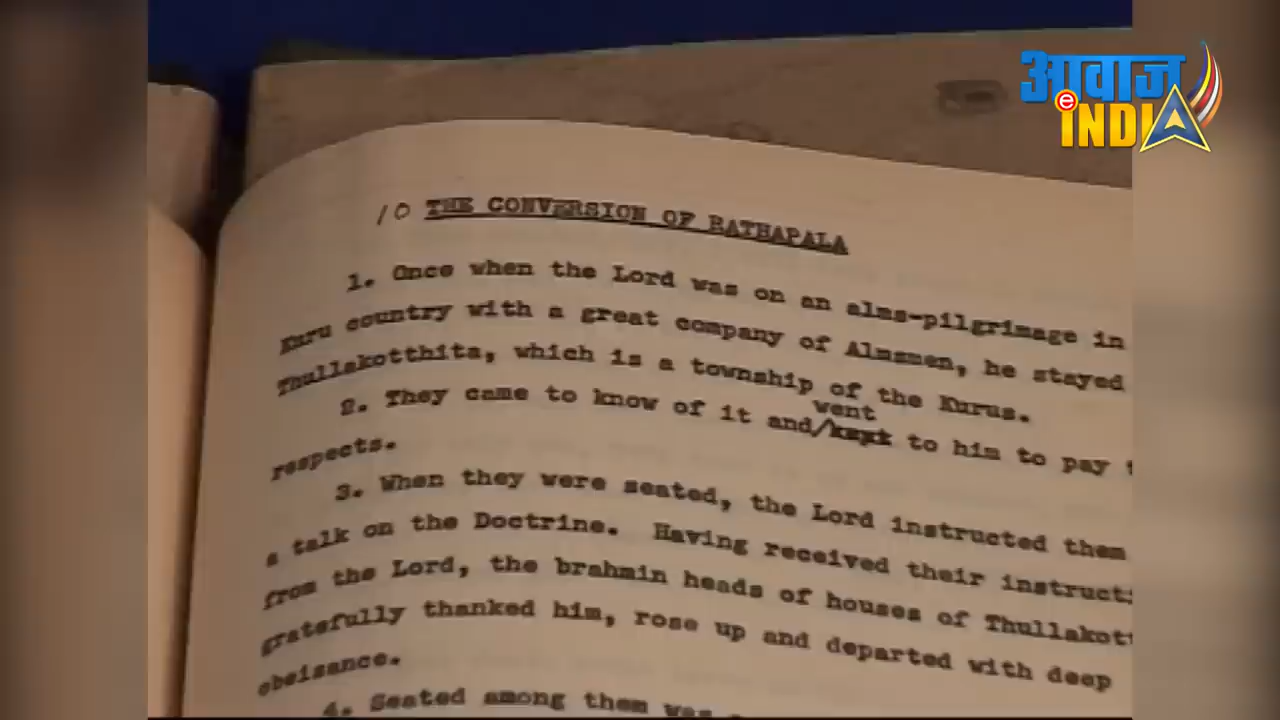 आवाज
e INDIA
10 THE CONVERSION OF RATHAPALA
1. Once when the Lord was on an alms-pilgrimage in
Kuru country with a great company of Almsmen, he stayed
Thullakotthita, which is a township of the Kurus.
went
2. They came to know of it and/ to him to pay
respects.
3. When they were seated, the Lord instructed them
a talk on the Doctrine. Having received their instructi
from the Lord, the brahmin heads of houses of Thullakott
gratefully thanked him, rose up and departed with deep
obeisance.
4. Seated among them was